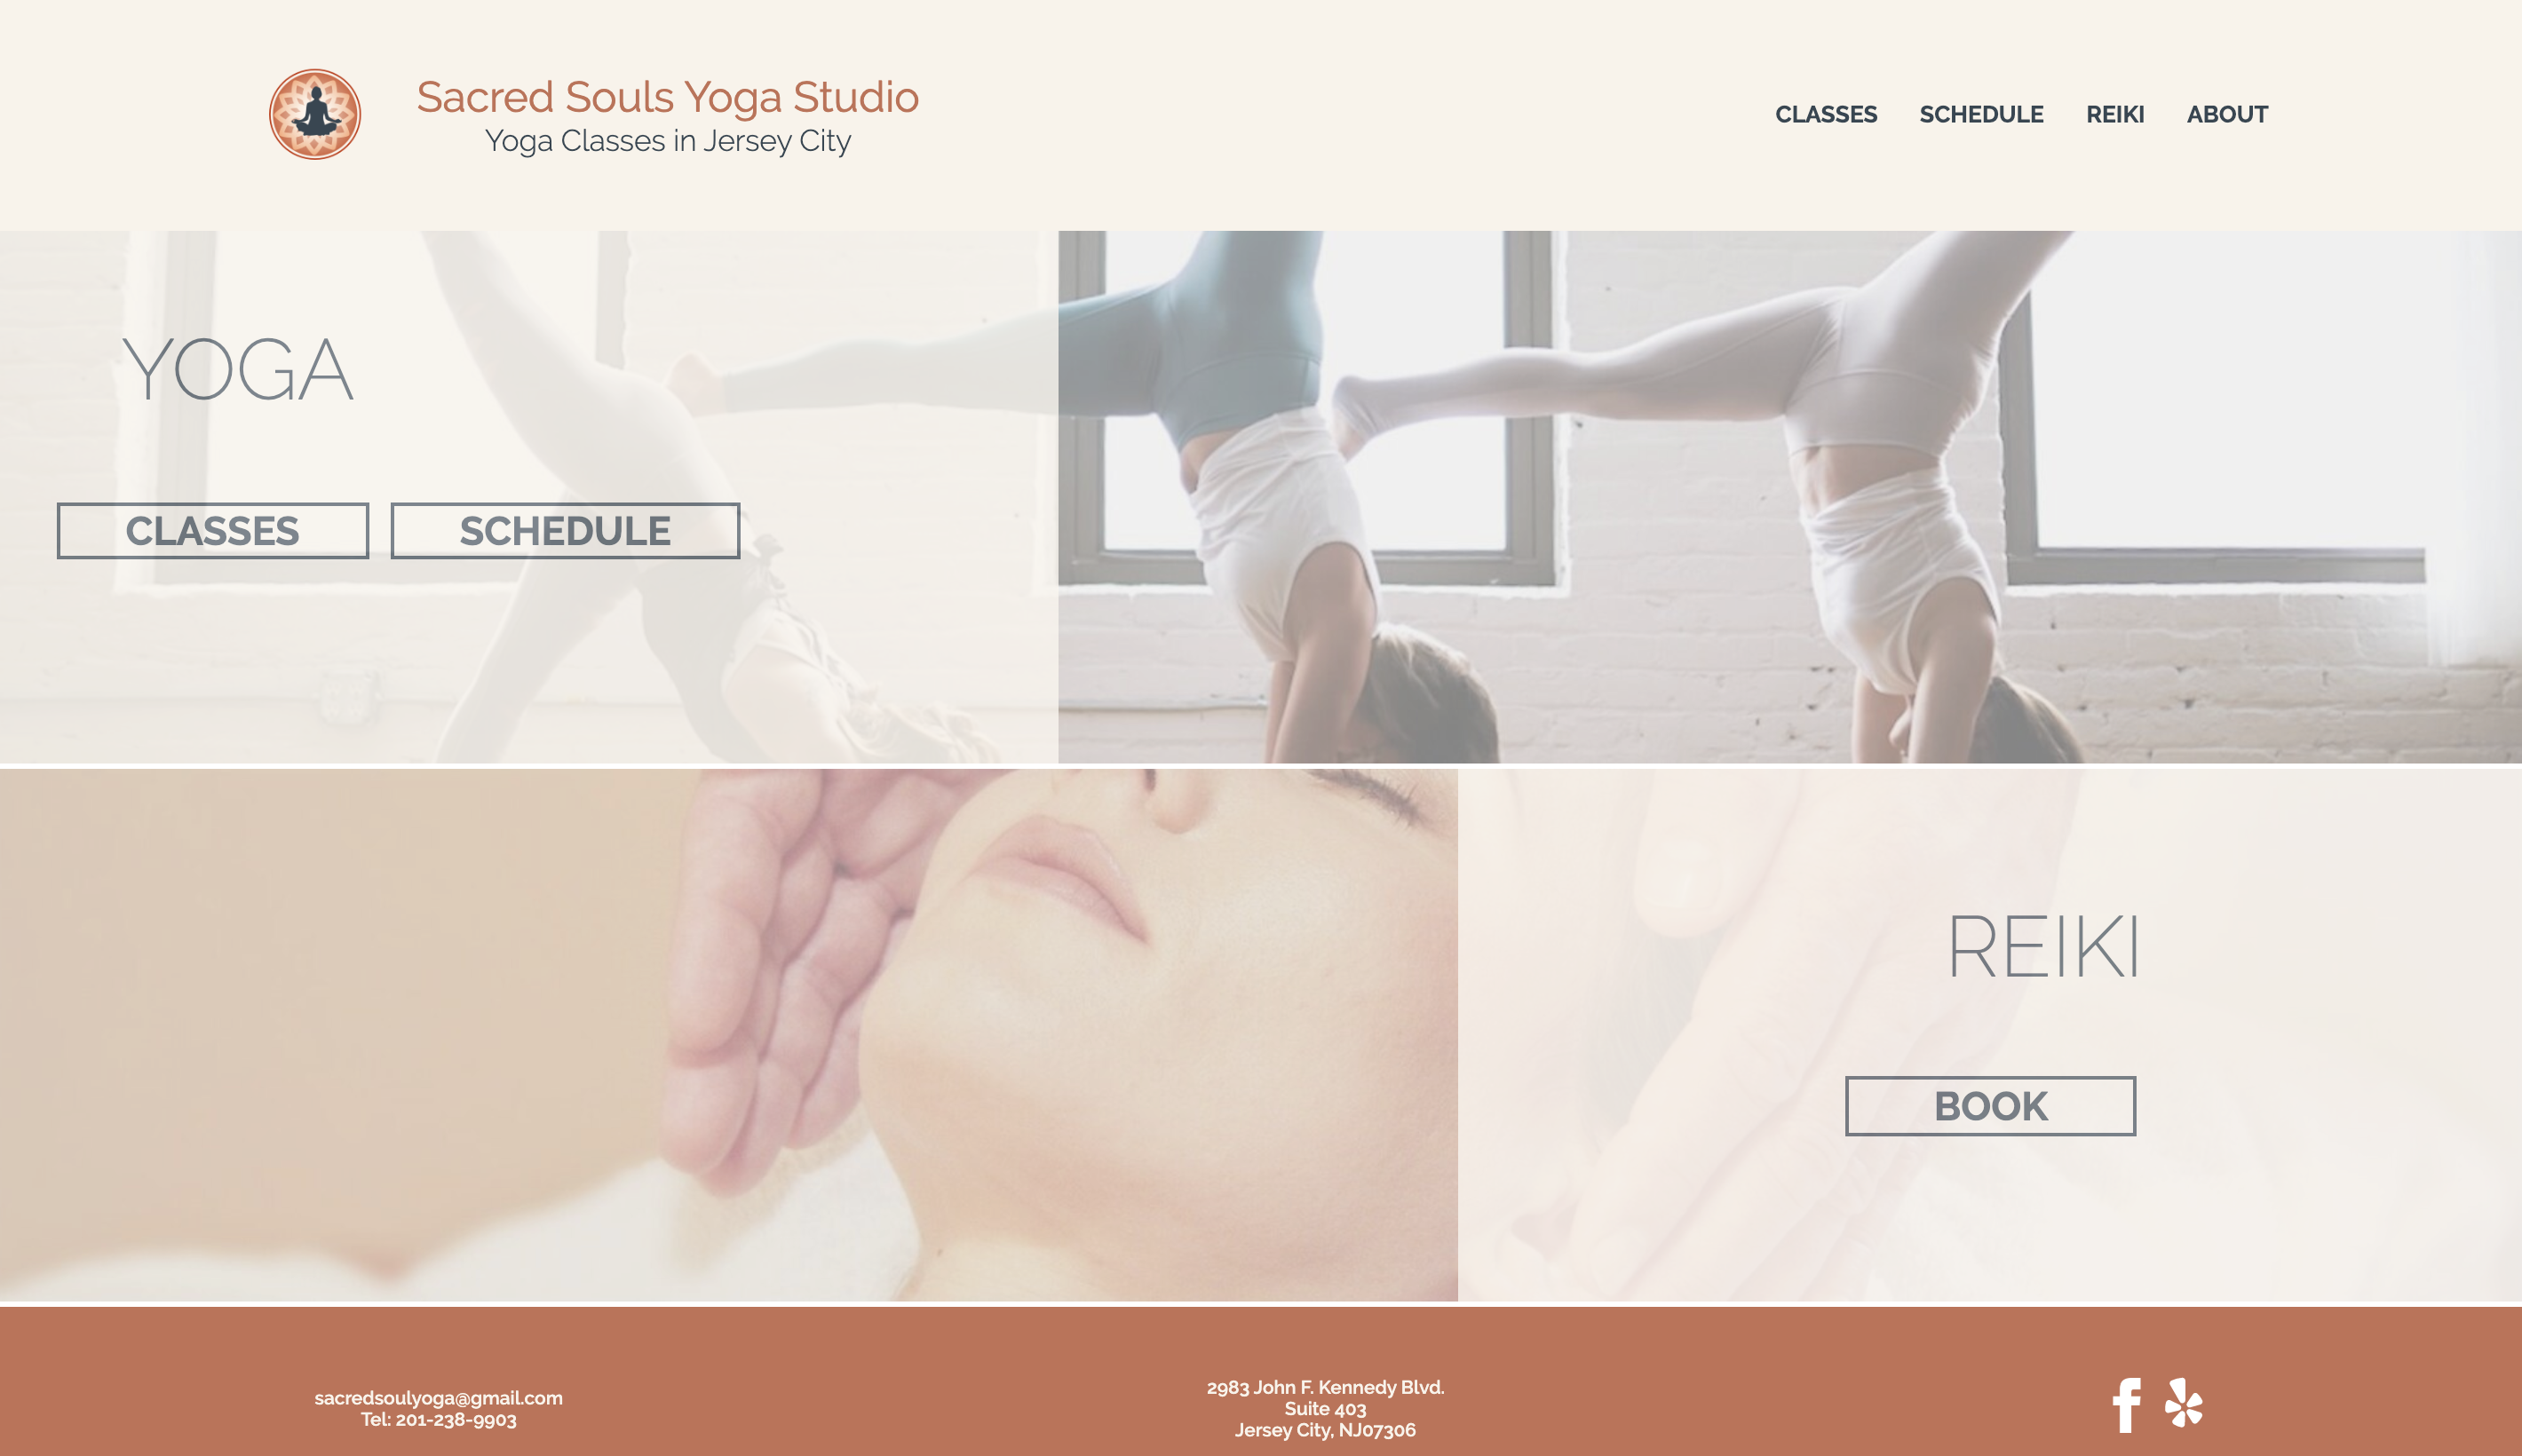 Sacred Souls Yoga Studio
Yoga Classes in Jersey City
CLASSES SCHEDULE REIKI ABOUT
YOGA
CLASSES SCHEDULE
REIKI
BOOK
sacredsoulyoga@gmail.com
Tel: 201-238-9903
2983 John F. Kennedy Blvd.
Suite 403
Jersey City, NJ07306